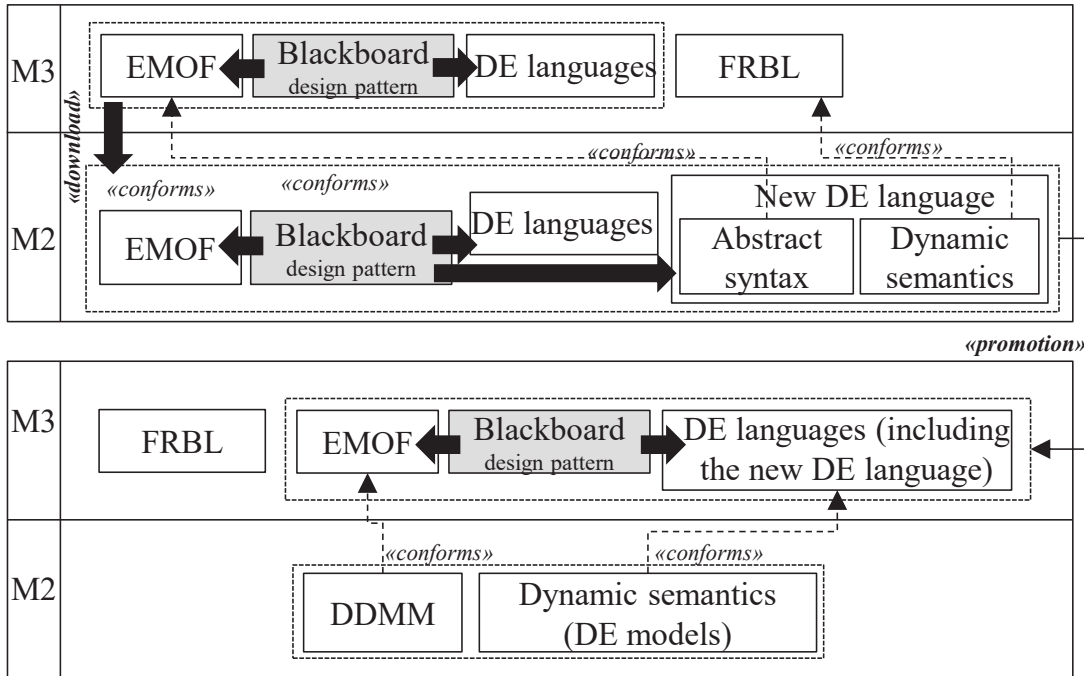 M3
EMOF
Blackboard
design pattern
DE languages
FRBL
«download»
«conforms»
«conforms»
«conforms»
«conforms»
M2
EMOF
Blackboard
design pattern
DE languages
New DE language
Abstract
syntax
Dynamic
semantics
«promotion»
M3
FRBL
EMOF
Blackboard
design pattern
DE languages (including
the new DE language)
«conforms»
«conforms»
M2
DDMM
Dynamic semantics
(DE models)